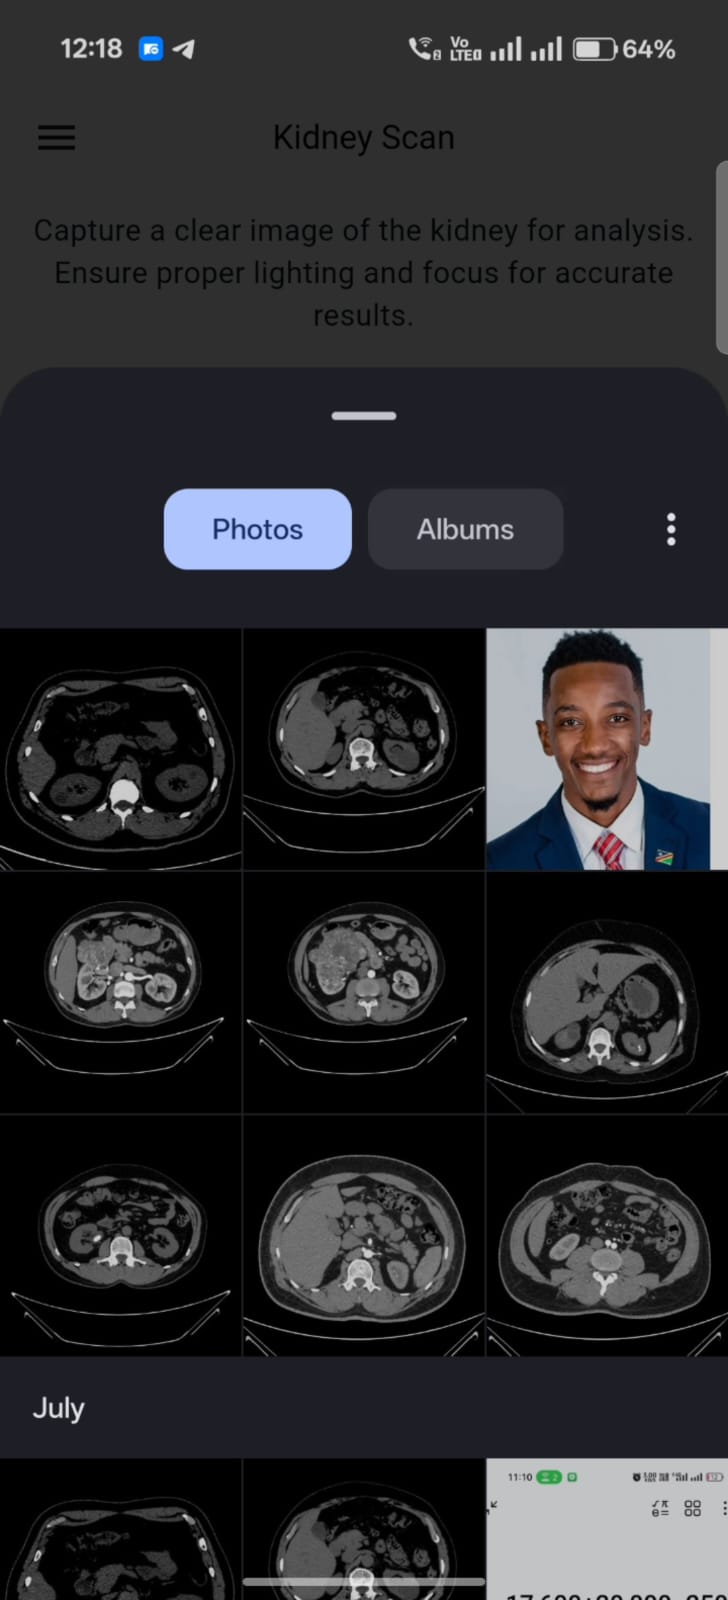 12:18
Vo
LTE
64%
Kidney Scan
Capture a clear image of the kidney for analysis.
Ensure proper lighting and focus for accurate
results.
Photos
Albums
July
11:10
2